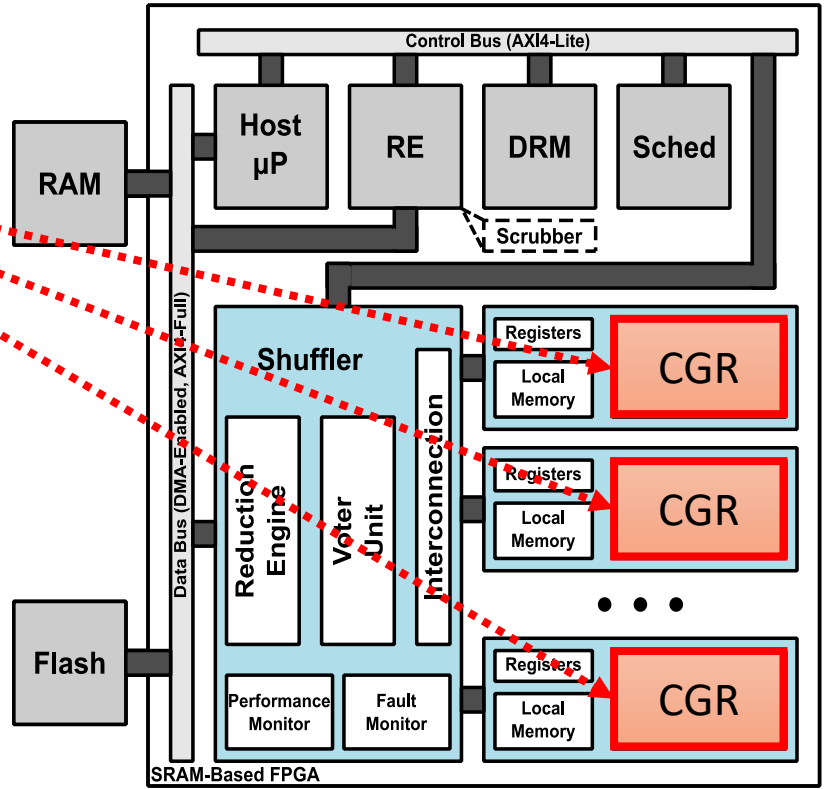 Control Bus (AXI4-Lite)
Host
µP
RE
DRM
Sched
RAM
Scrubber
Data Bus (DMA-Enabled, AXI4-Full)
Shuffler
Reduction
Engine
Voter
Unit
Interconnection
Performance
Monitor
Fault
Monitor
Registers
Local
Memory
CGR
Registers
Local
Memory
CGR
• • •
Registers
Local
Memory
CGR
Flash
SRAM-Based FPGA